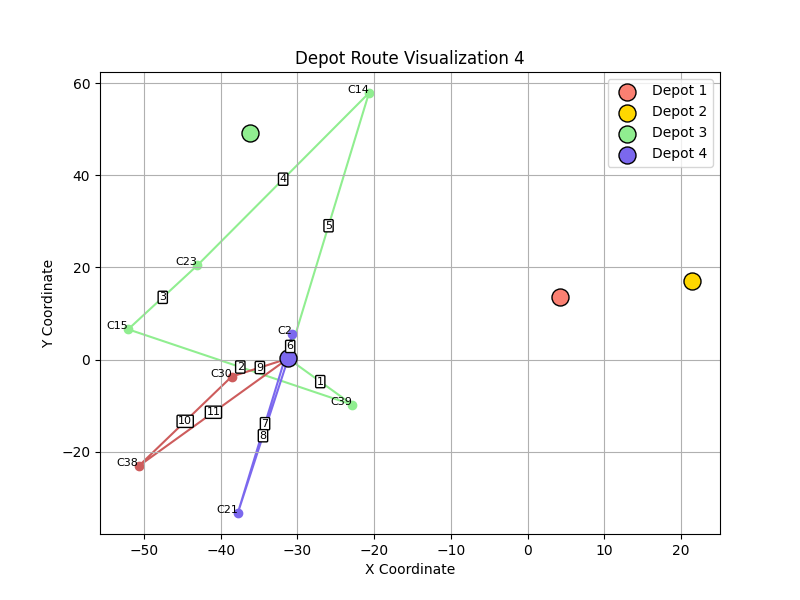 Depot Route Visualization 4
Depot 1
Depot 2
Depot 3
Depot 4
C14
C23
C15
C2
C30
C39
C38
C21
1
2
3
4
5
6
7
8
9
10
11
60
40
20
0
−20
−50
−40
−30
−20
−10
0
10
20
X Coordinate
Y Coordinate